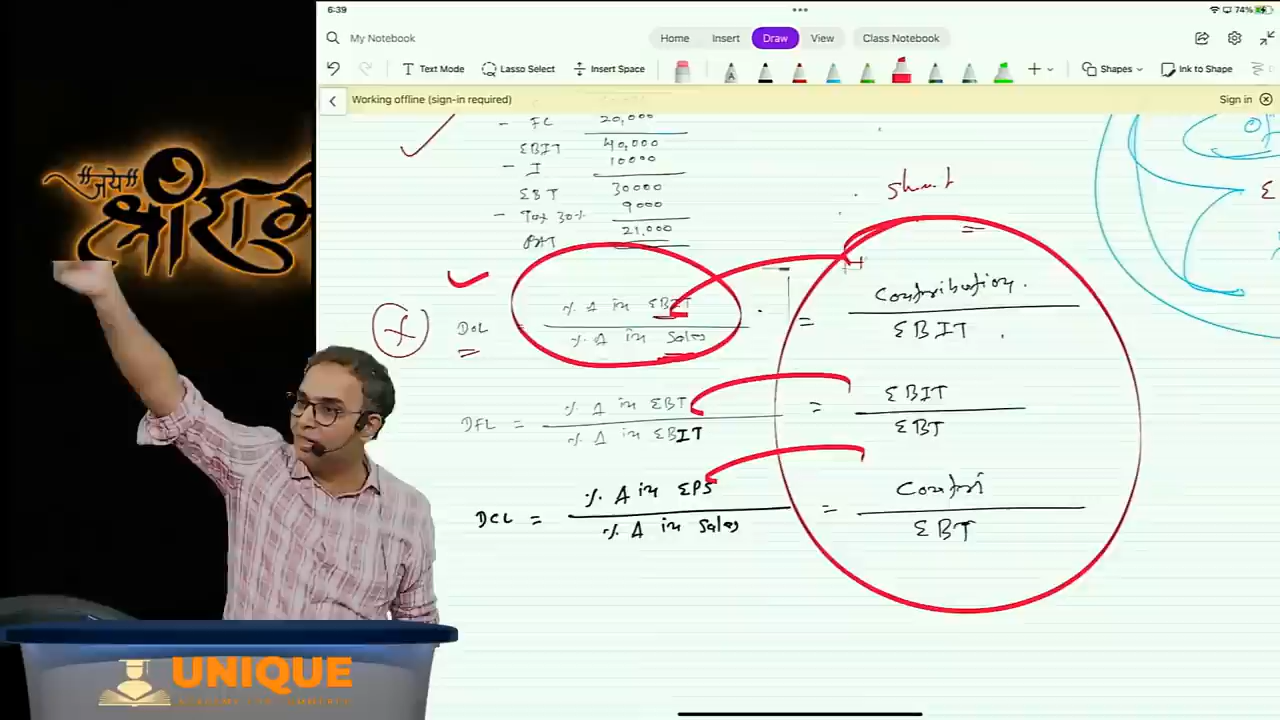 6:39
74%
My Notebook
Home Insert Draw View Class Notebook
Text Mode Lasso Select Insert Space Shapes Ink to Shape
Working offline (sign-in required) Sign in
- FC 20,000
EBIT 40,000
- I 10000
EBT 30000
- Tax 30% 9000
PAT 21,000
"जय"
श्रीराम
Short
DOL = % Δ in EBIT / % Δ in Sales = Contribution / EBIT
DFL = % Δ in EBT / % Δ in EBIT = EBIT / EBT
DCL = % Δ in EPS / % Δ in Sales = Contri / EBT
UNIQUE